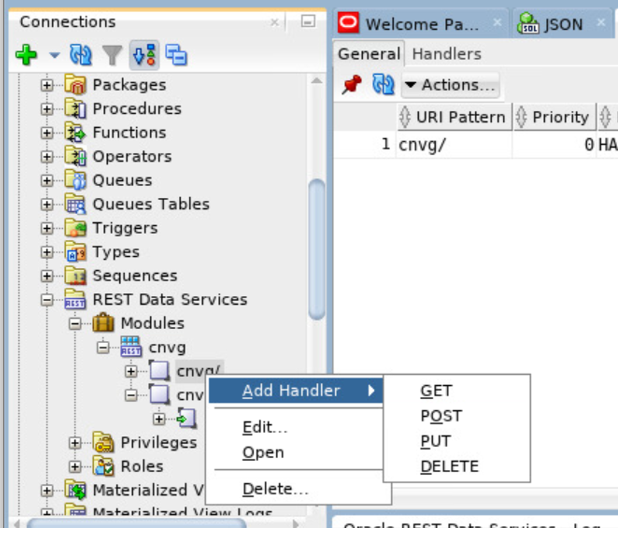 Connections
Packages
Procedures
Functions
Operators
Queues
Queues Tables
Triggers
Types
Sequences
REST Data Services
Modules
cnvg
cnvg/
cnv
Privileges
Roles
Materialized V
Materialized View Logs
Add Handler
Edit...
Open
Delete...
GET
POST
PUT
DELETE
Welcome Pa...
JSON
General Handlers
Actions...
URI Pattern Priority
1 cnvg/ 0 HA
Oracle REST Data Services - Log